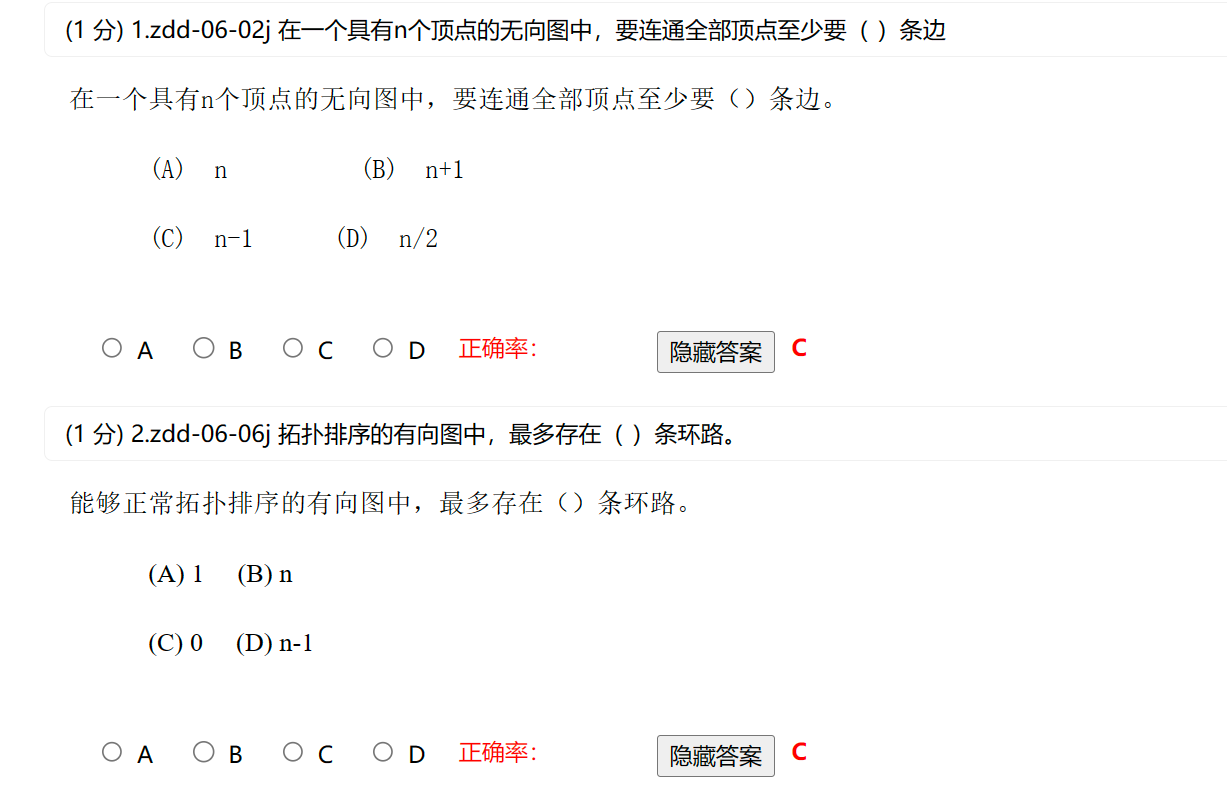 (1 分) 1.zdd-06-02j 在一个具有n个顶点的无向图中，要连通全部顶点至少要（ ）条边
在一个具有n个顶点的无向图中，要连通全部顶点至少要（）条边。
(A) n (B) n+1
(C) n-1 (D) n/2
A B C D 正确率： 隐藏答案 C
(1 分) 2.zdd-06-06j 拓扑排序的有向图中，最多存在（ ）条环路。
能够正常拓扑排序的有向图中，最多存在（）条环路。
(A) 1 (B) n
(C) 0 (D) n-1
A B C D 正确率： 隐藏答案 C